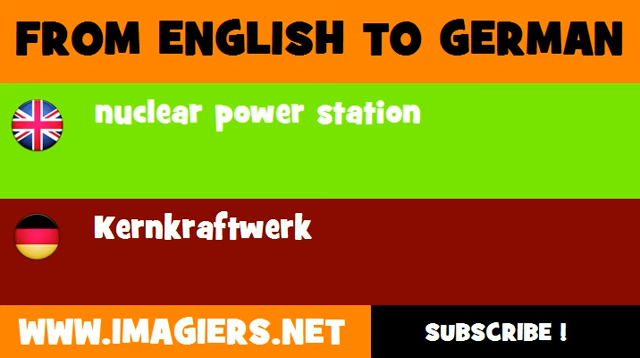 FROM ENGLISH TO GERMAN
nuclear power station
Kernkraftwerk
WWW.IMAGIERS.NET
SUBSCRIBE !